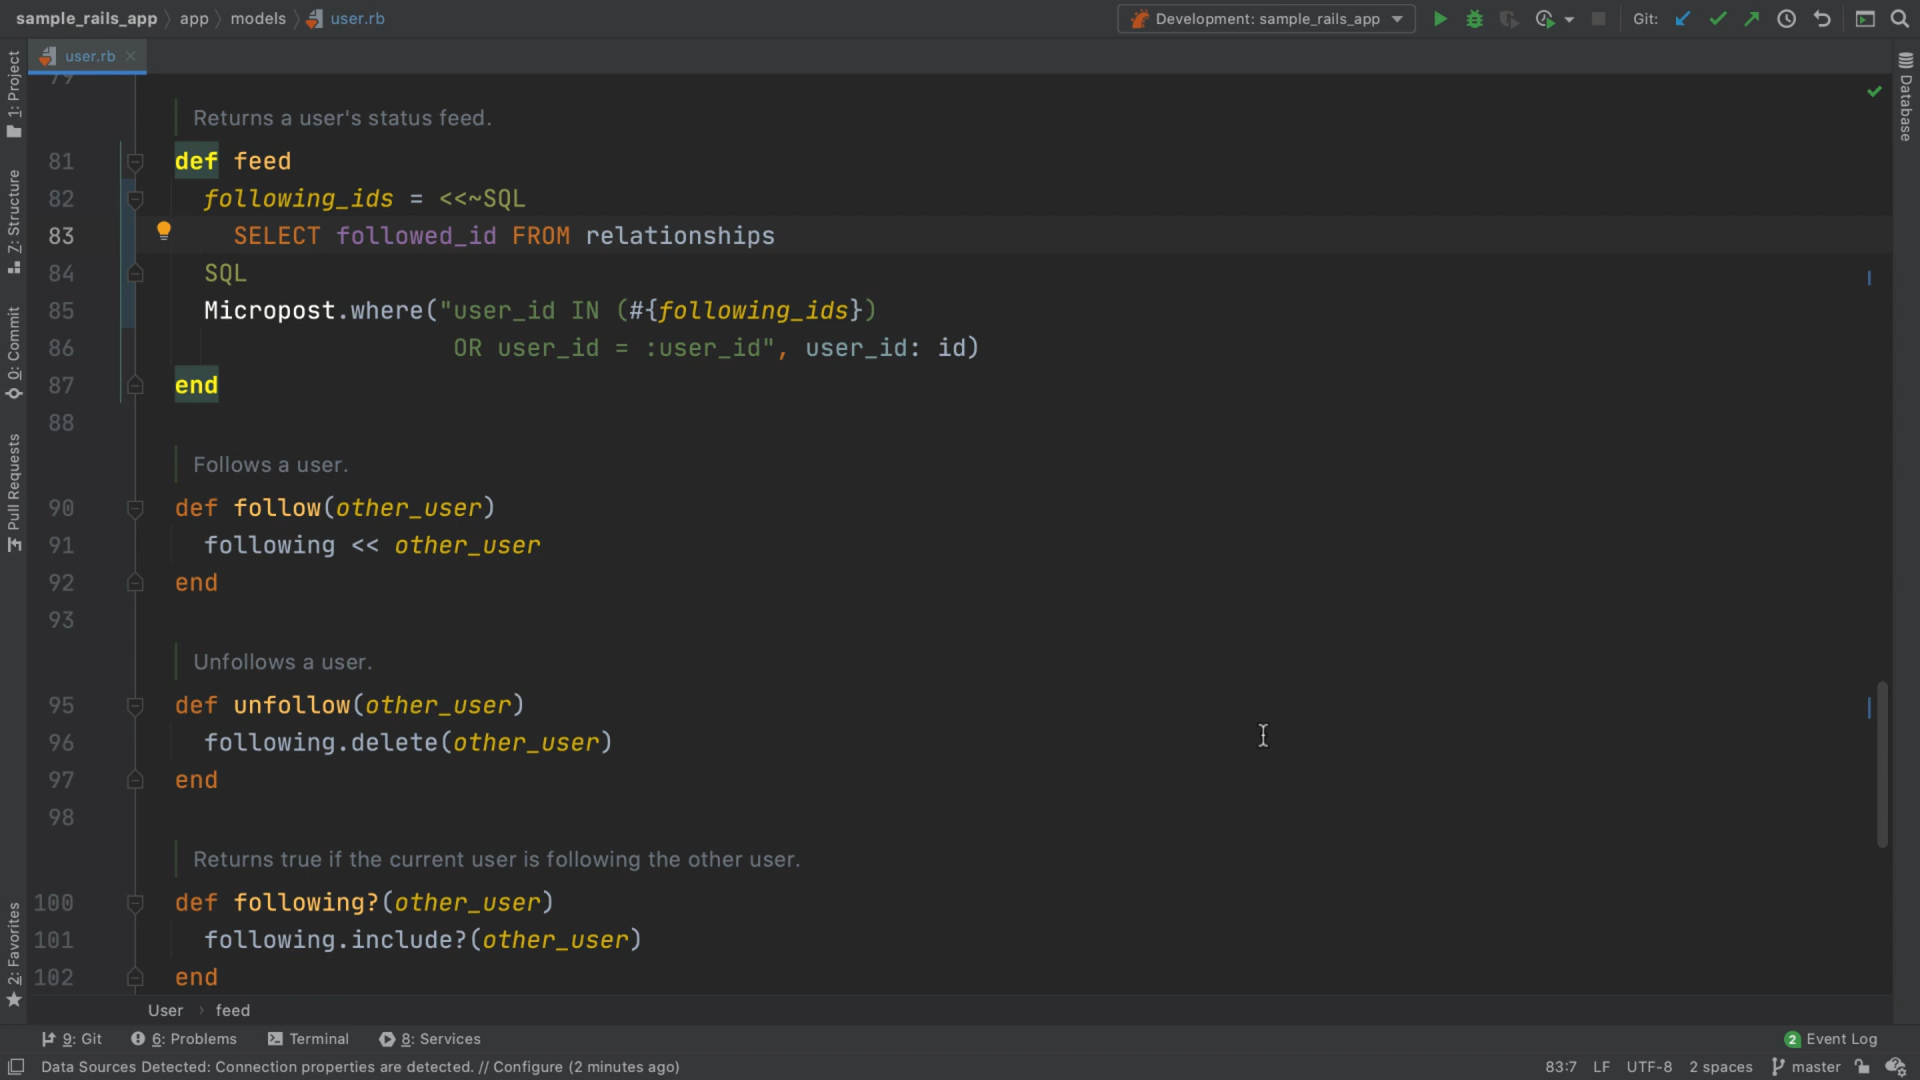 sample_rails_app app models user.rb Development: sample_rails_app Git:
user.rb
1: Project
Z: Structure
0: Commit
Pull Requests
2: Favorites
Database
79
Returns a user's status feed.
81 def feed
82 following_ids = <<~SQL
83 SELECT followed_id FROM relationships
84 SQL
85 Micropost.where("user_id IN (#{following_ids})
86 OR user_id = :user_id", user_id: id)
87 end
88
Follows a user.
90 def follow(other_user)
91 following << other_user
92 end
93
Unfollows a user.
95 def unfollow(other_user)
96 following.delete(other_user)
97 end
98
Returns true if the current user is following the other user.
100 def following?(other_user)
101 following.include?(other_user)
102 end
User feed
9: Git 6: Problems Terminal 8: Services 2 Event Log
Data Sources Detected: Connection properties are detected. // Configure (2 minutes ago) 83:7 LF UTF-8 2 spaces master